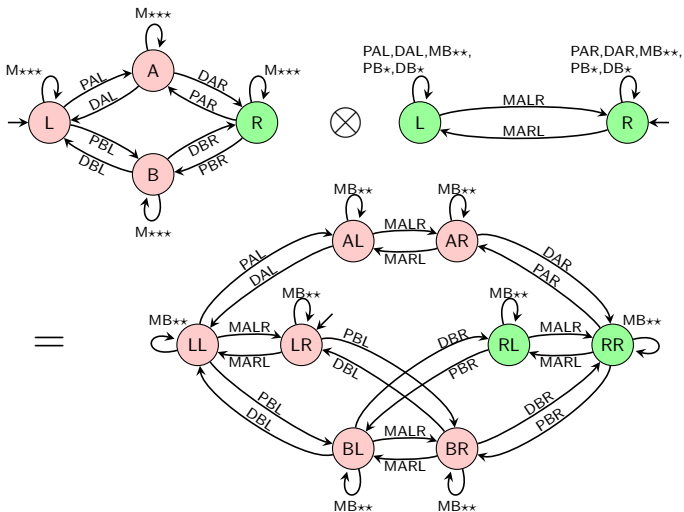 M⋆⋆⋆
M⋆⋆⋆
PAL
DAL
A
DAR
PAR
M⋆⋆⋆
L
R
PBL
DBL
B
DBR
PBR
M⋆⋆⋆
⊗
PAL,DAL,MB⋆⋆,
PB⋆,DB⋆
PAR,DAR,MB⋆⋆,
PB⋆,DB⋆
L
MALR
MARL
R
=
MB⋆⋆
MB⋆⋆
AL
MALR
MARL
AR
PAL
DAL
DAR
PAR
MB⋆⋆
MB⋆⋆
MB⋆⋆
MB⋆⋆
LL
MALR
MARL
LR
PBL
DBL
DBR
PBR
RL
MALR
MARL
RR
PBL
DBL
DBR
PBR
BL
MALR
MARL
BR
MB⋆⋆
MB⋆⋆